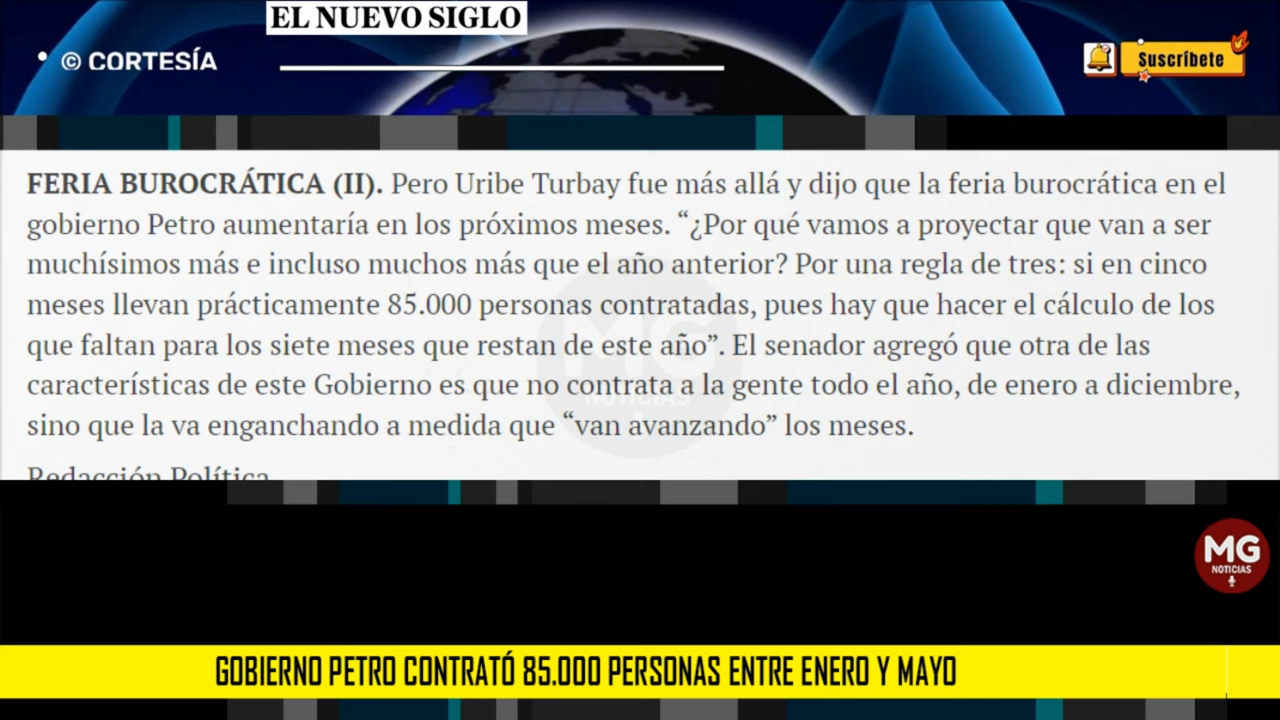 EL NUEVO SIGLO
© CORTESÍA
Suscríbete
FERIA BUROCRÁTICA (II). Pero Uribe Turbay fue más allá y dijo que la feria burocrática en el
gobierno Petro aumentaría en los próximos meses. “¿Por qué vamos a proyectar que van a ser
muchísimos más e incluso muchos más que el año anterior? Por una regla de tres: si en cinco
meses llevan prácticamente 85.000 personas contratadas, pues hay que hacer el cálculo de los
que faltan para los siete meses que restan de este año”. El senador agregó que otra de las
características de este Gobierno es que no contrata a la gente todo el año, de enero a diciembre,
sino que la va enganchando a medida que “van avanzando” los meses.
Redacción Política
MG
NOTICIAS
MG
NOTICIAS
GOBIERNO PETRO CONTRATÓ 85.000 PERSONAS ENTRE ENERO Y MAYO